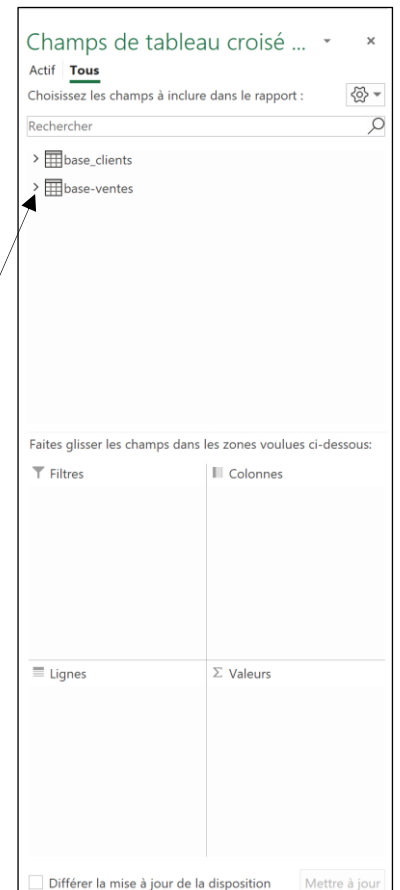 Champs de tableau croisé ...
Actif Tous
Choisissez les champs à inclure dans le rapport :
Rechercher
base_clients
base-ventes
Faites glisser les champs dans les zones voulues ci-dessous:
Filtres
Colonnes
Lignes
Σ Valeurs
Différer la mise à jour de la disposition
Mettre à jour